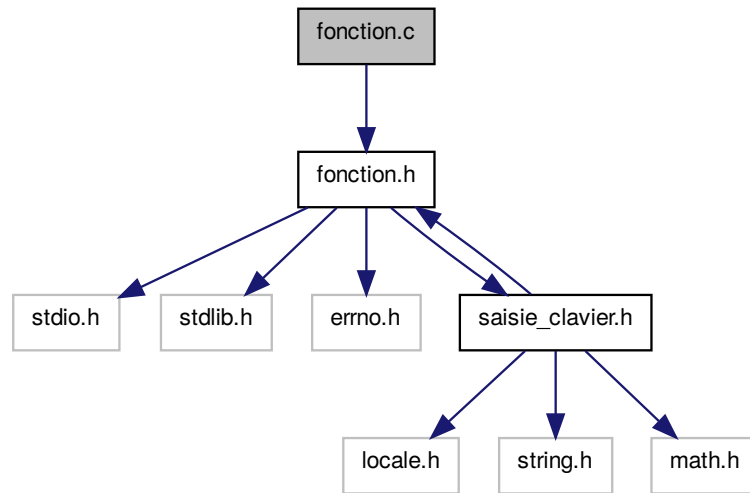 fonction.c
fonction.h
stdio.h
stdlib.h
errno.h
saisie_clavier.h
locale.h
string.h
math.h